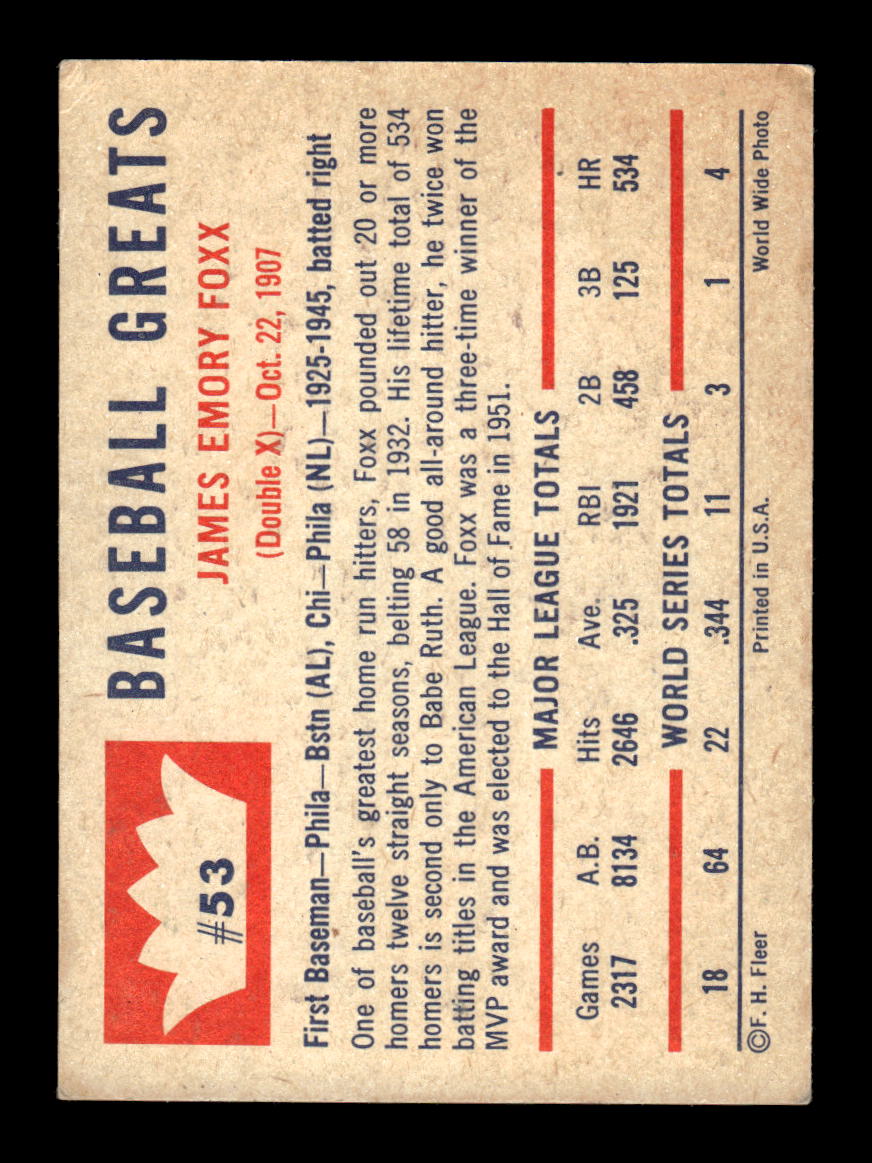 #53
BASEBALL GREATS
JAMES EMORY FOXX
(Double X)—Oct. 22, 1907
First Baseman—Phila—Bstn (AL), Chi—Phila (NL)—1925-1945, batted right
One of baseball's greatest home run hitters, Foxx pounded out 20 or more
homers twelve straight seasons, belting 58 in 1932. His lifetime total of 534
homers is second only to Babe Ruth. A good all-around hitter, he twice won
batting titles in the American League. Foxx was a three-time winner of the
MVP award and was elected to the Hall of Fame in 1951.
MAJOR LEAGUE TOTALS
Games A.B. Hits Ave. RBI 2B 3B HR
2317 8134 2646 .325 1921 458 125 534
WORLD SERIES TOTALS
18 64 22 .344 11 3 1 4
©F. H. Fleer Printed in U.S.A. World Wide Photo